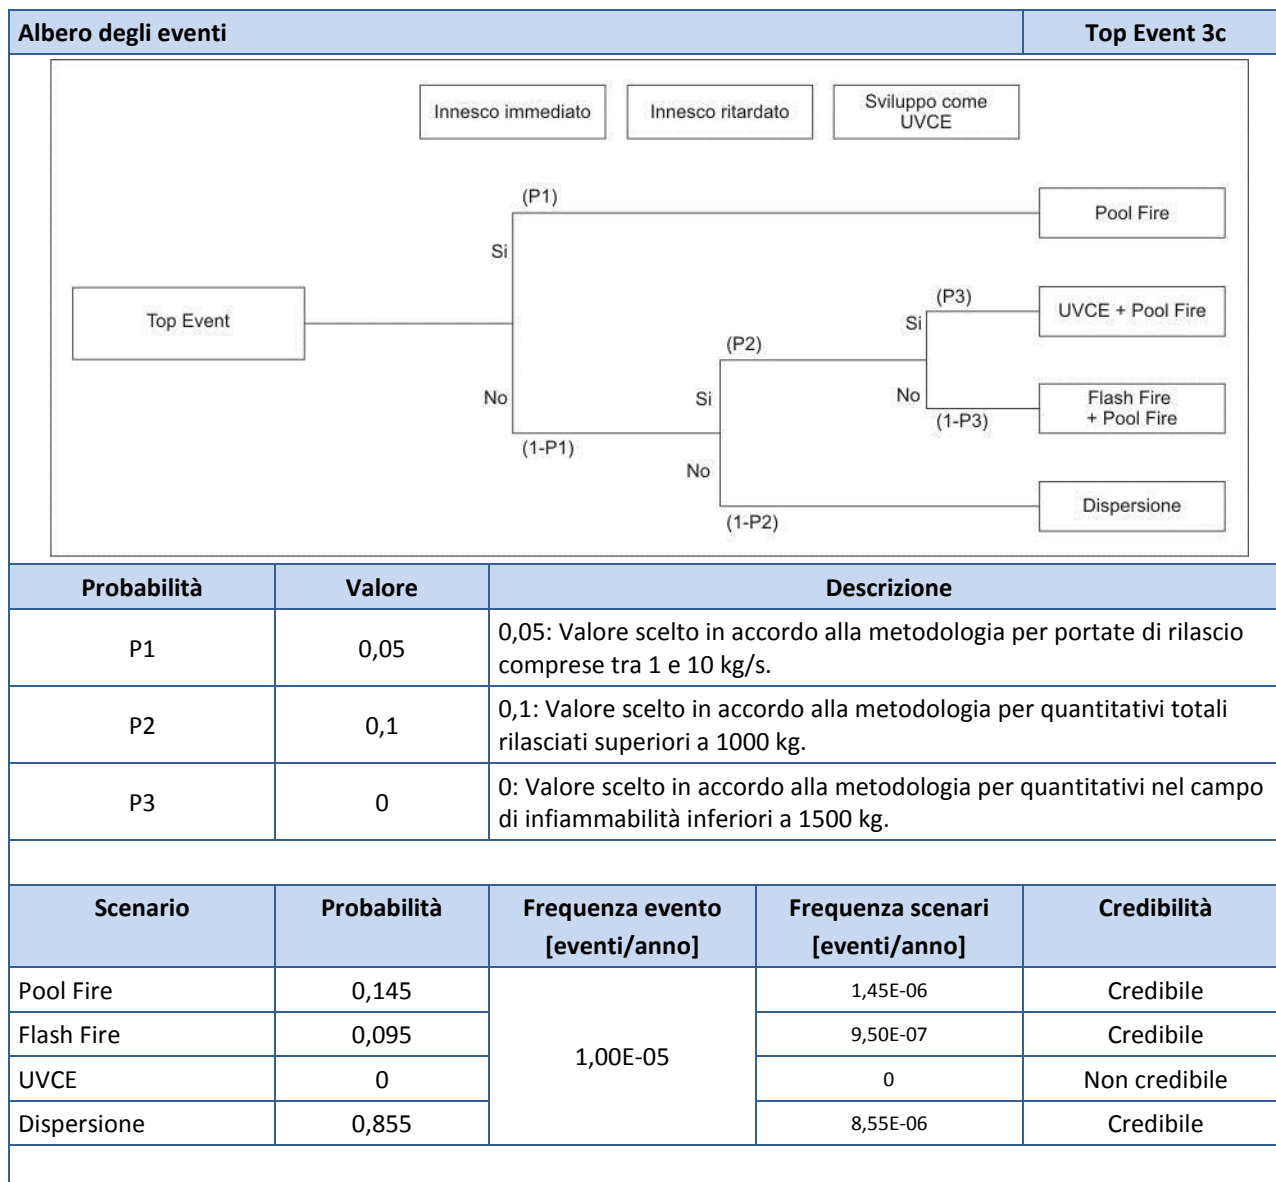 Albero degli eventi Top Event 3c
Innesco immediato Innesco ritardato Sviluppo come
UVCE
(P1)
Pool Fire
Si
(P3)
UVCE + Pool Fire
Top Event
Si
(P2)
No Si No Flash Fire
+ Pool Fire
(1-P3)
(1-P1)
No
Dispersione
(1-P2)
Probabilità Valore Descrizione
P1 0,05 0,05: Valore scelto in accordo alla metodologia per portate di rilascio
comprese tra 1 e 10 kg/s.
P2 0,1 0,1: Valore scelto in accordo alla metodologia per quantitativi totali
rilasciati superiori a 1000 kg.
P3 0 0: Valore scelto in accordo alla metodologia per quantitativi nel campo
di infiammabilità inferiori a 1500 kg.
Scenario Probabilità Frequenza evento Frequenza scenari Credibilità
[eventi/anno] [eventi/anno]
Pool Fire 0,145 1,45E-06 Credibile
Flash Fire 0,095 9,50E-07 Credibile
1,00E-05
UVCE 0 0 Non credibile
Dispersione 0,855 8,55E-06 Credibile